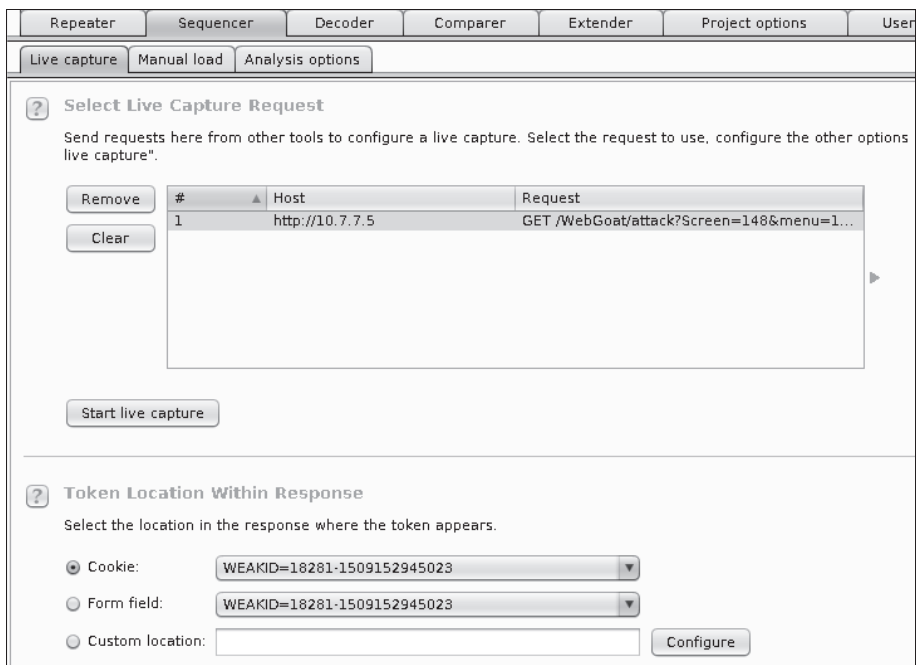 Repeater Sequencer Decoder Comparer Extender Project options User
Live capture Manual load Analysis options
? Select Live Capture Request
Send requests here from other tools to configure a live capture. Select the request to use, configure the other options
live capture".
Remove
Clear
# Host Request
1 http://10.7.7.5 GET /WebGoat/attack?Screen=148&menu=1...
Start live capture
? Token Location Within Response
Select the location in the response where the token appears.
Cookie: WEAKID=18281-1509152945023
Form field: WEAKID=18281-1509152945023
Custom location: Configure